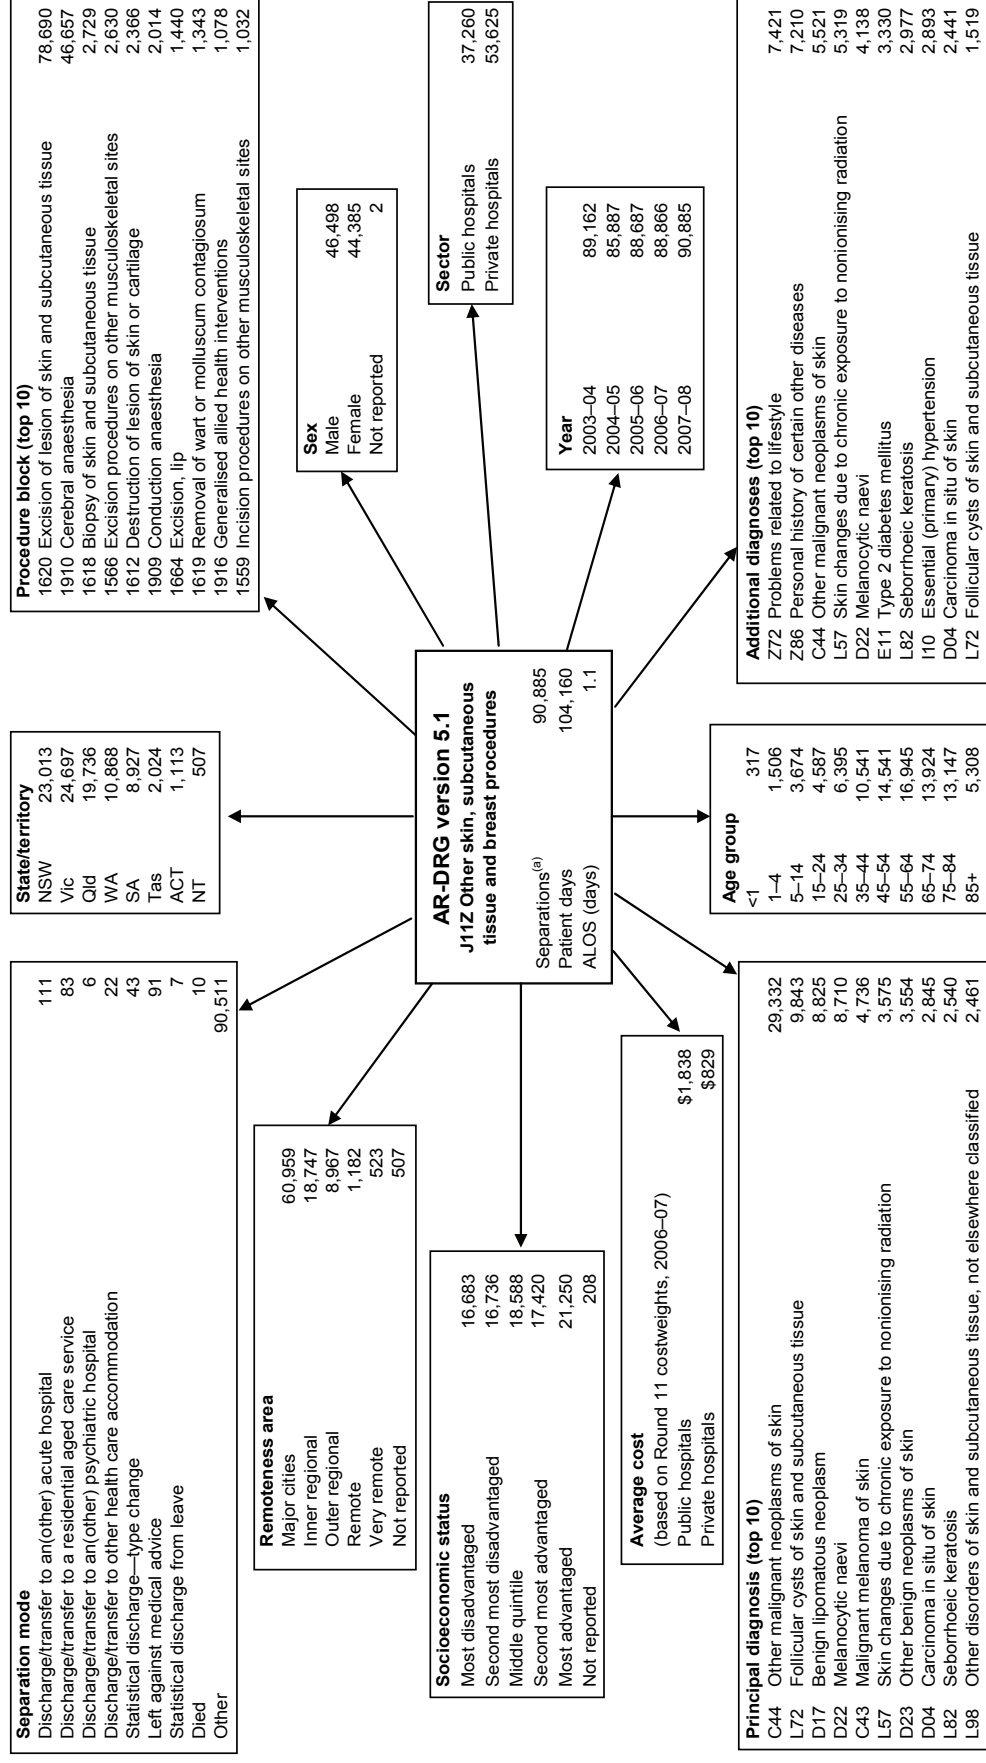 Separation mode
Discharge/transfer to an(other) acute hospital 111
Discharge/transfer to a residential aged care service 83
Discharge/transfer to an(other) psychiatric hospital 6
Discharge/transfer to other health care accommodation 22
Statistical discharge—type change 43
Left against medical advice 91
Statistical discharge from leave 7
Died 10
Other 90,511
State/territory
NSW 23,013
Vic 24,697
Qld 19,736
WA 10,868
SA 8,927
Tas 2,024
ACT 1,113
NT 507
Procedure block (top 10)
1620 Excision of lesion of skin and subcutaneous tissue 78,690
1910 Cerebral anaesthesia 46,657
1618 Biopsy of skin and subcutaneous tissue 2,729
1566 Excision procedures on other musculoskeletal sites 2,630
1612 Destruction of lesion of skin or cartilage 2,366
1909 Conduction anaesthesia 2,014
1664 Excision, lip 1,440
1619 Removal of wart or molluscum contagiosum 1,343
1916 Generalised allied health interventions 1,078
1559 Incision procedures on other musculoskeletal sites 1,032
Remoteness area
Major cities 60,959
Inner regional 18,747
Outer regional 8,967
Remote 1,182
Very remote 523
Not reported 507
Sex
Male 46,498
Female 44,385
Not reported 2
Socioeconomic status
Most disadvantaged 16,683
Second most disadvantaged 16,736
Middle quintile 18,588
Second most advantaged 17,420
Most advantaged 21,250
Not reported 208
AR-DRG version 5.1
J11Z Other skin, subcutaneous
tissue and breast procedures
Separations(a) 90,885
Patient days 104,160
ALOS (days) 1.1
Sector
Public hospitals 37,260
Private hospitals 53,625
Average cost
(based on Round 11 costweights, 2006–07)
Public hospitals $1,838
Private hospitals $829
Year
2003–04 89,162
2004–05 85,887
2005–06 88,687
2006–07 88,866
2007–08 90,885
Principal diagnosis (top 10)
C44 Other malignant neoplasms of skin 29,332
L72 Follicular cysts of skin and subcutaneous tissue 9,843
D17 Benign lipomatous neoplasm 8,825
D22 Melanocytic naevi 8,710
C43 Malignant melanoma of skin 4,736
L57 Skin changes due to chronic exposure to nonionising radiation 3,575
D23 Other benign neoplasms of skin 3,554
D04 Carcinoma in situ of skin 2,845
L82 Seborrhoeic keratosis 2,540
L98 Other disorders of skin and subcutaneous tissue, not elsewhere classified 2,461
Age group
<1 317
1–4 1,506
5–14 3,674
15–24 4,587
25–34 6,395
35–44 10,541
45–54 14,541
55–64 16,945
65–74 13,924
75–84 13,147
85+ 5,308
Additional diagnoses (top 10)
Z72 Problems related to lifestyle 7,421
Z86 Personal history of certain other diseases 7,210
C44 Other malignant neoplasms of skin 5,521
L57 Skin changes due to chronic exposure to nonionising radiation 5,319
D22 Melanocytic naevi 4,138
E11 Type 2 diabetes mellitus 3,330
L82 Seborrhoeic keratosis 2,977
I10 Essential (primary) hypertension 2,893
D04 Carcinoma in situ of skin 2,441
L72 Follicular cysts of skin and subcutaneous tissue 1,519